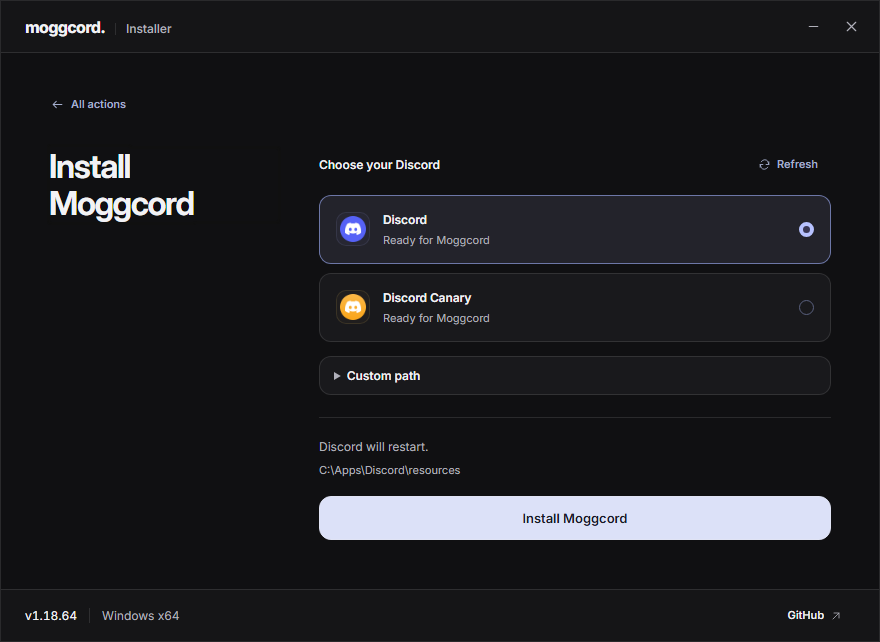 moggcord.
Installer
All actions
Install
Moggcord
Choose your Discord
Refresh
Discord
Ready for Moggcord
Discord Canary
Ready for Moggcord
Custom path
Discord will restart.
C:\Apps\Discord\resources
Install Moggcord
v1.18.64
Windows x64
GitHub